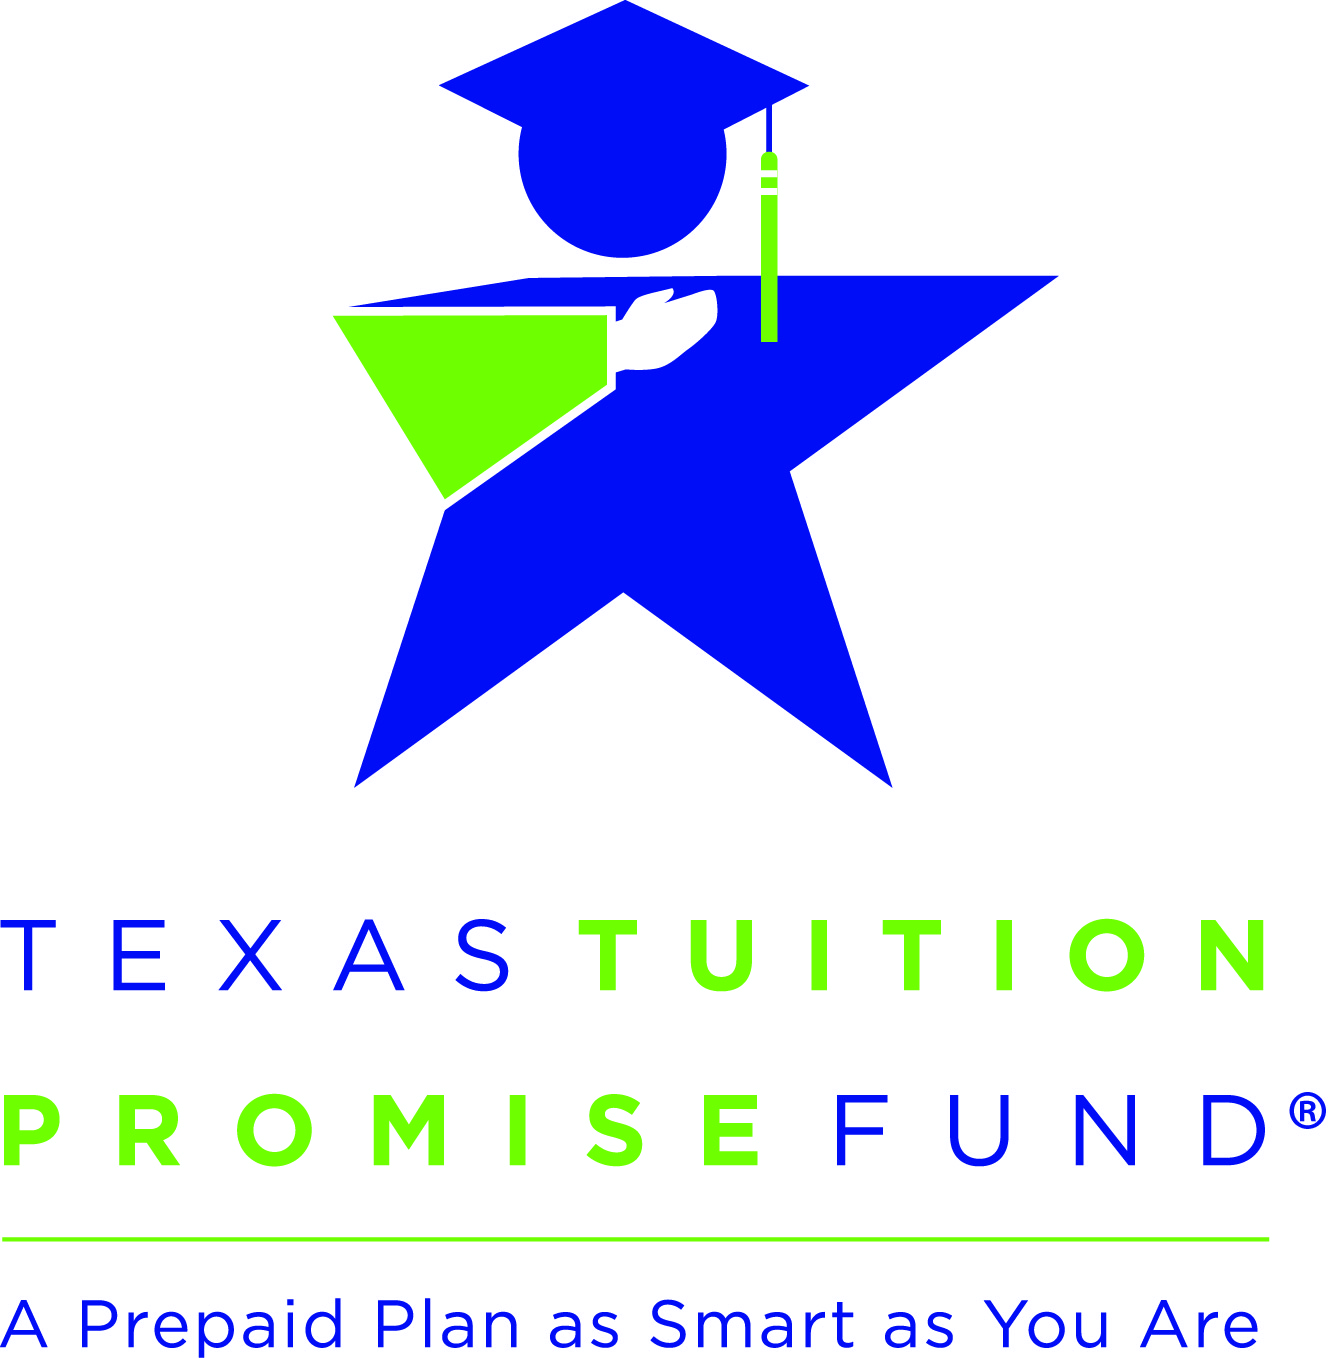 TEXAS TUITION
PROMISE FUND®
A Prepaid Plan as Smart as You Are